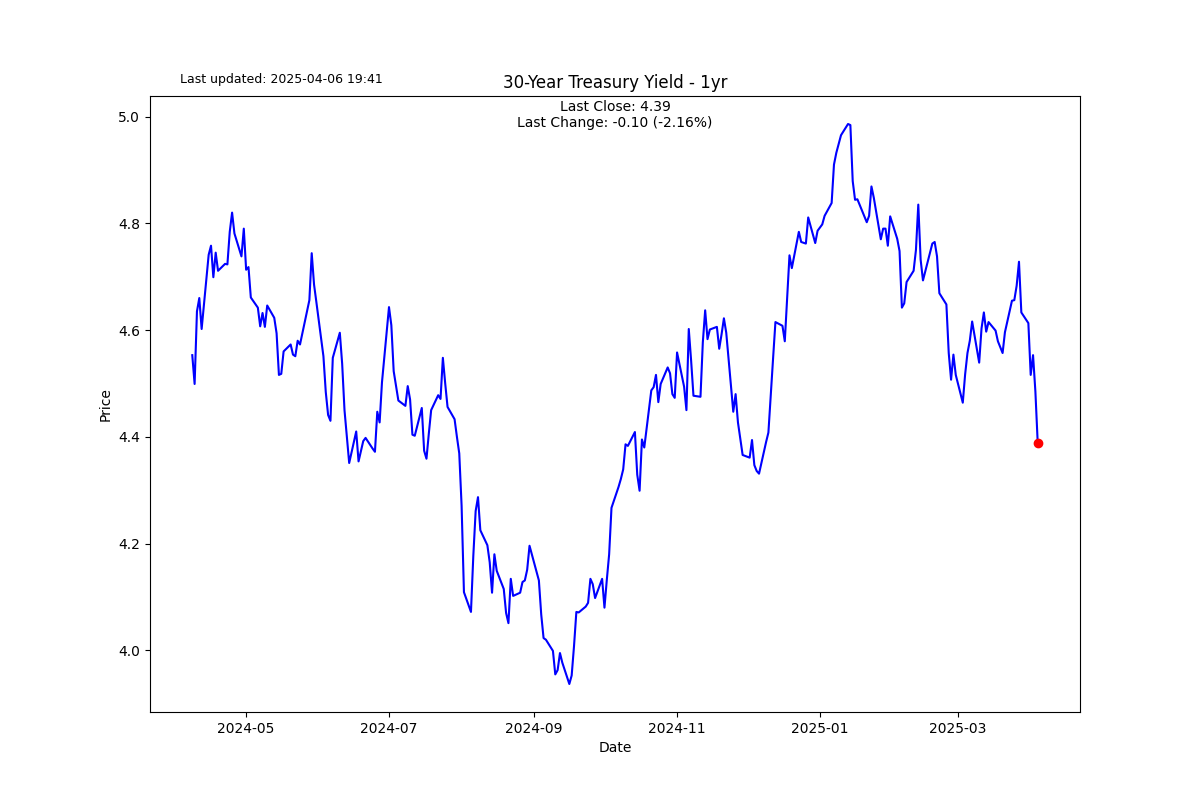 Last updated: 2025-04-06 19:41
30-Year Treasury Yield - 1yr
Last Close: 4.39
Last Change: -0.10 (-2.16%)
5.0
4.8
4.6
4.4
4.2
4.0
Price
2024-05
2024-07
2024-09
2024-11
2025-01
2025-03
Date